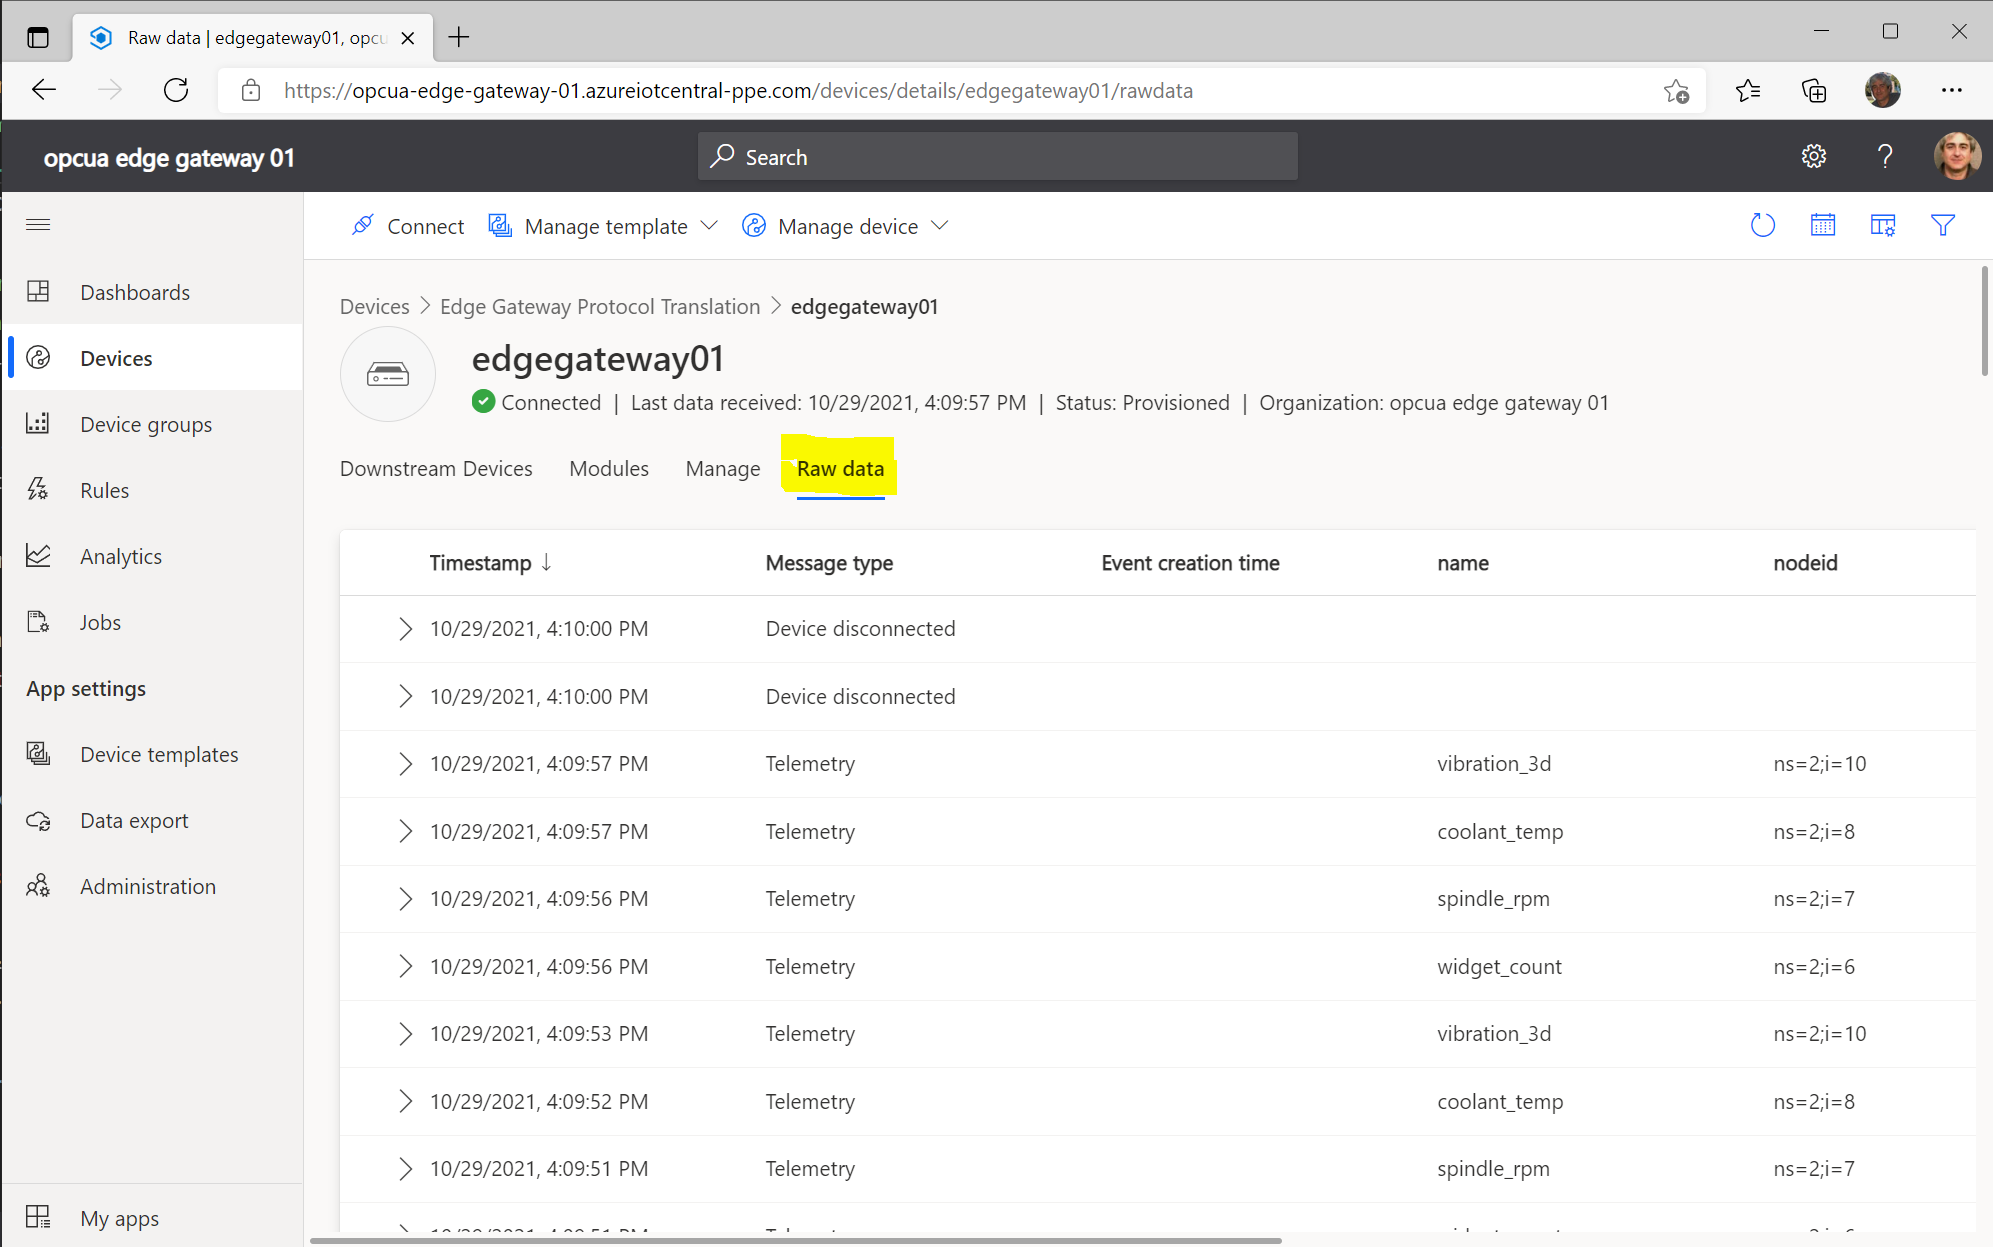 Raw data | edgegateway01, opcu
https://opcua-edge-gateway-01.azureiotcentral-ppe.com/devices/details/edgegateway01/rawdata
opcua edge gateway 01
Search
?
Connect
Manage template
Manage device
Dashboards
Devices
Device groups
Rules
Analytics
Jobs
App settings
Device templates
Data export
Administration
My apps
Devices > Edge Gateway Protocol Translation > edgegateway01
edgegateway01
Connected | Last data received: 10/29/2021, 4:09:57 PM | Status: Provisioned | Organization: opcua edge gateway 01
Downstream Devices Modules Manage Raw data
Timestamp ↓ Message type Event creation time name nodeid
10/29/2021, 4:10:00 PM Device disconnected
10/29/2021, 4:10:00 PM Device disconnected
10/29/2021, 4:09:57 PM Telemetry vibration_3d ns=2;i=10
10/29/2021, 4:09:57 PM Telemetry coolant_temp ns=2;i=8
10/29/2021, 4:09:56 PM Telemetry spindle_rpm ns=2;i=7
10/29/2021, 4:09:56 PM Telemetry widget_count ns=2;i=6
10/29/2021, 4:09:53 PM Telemetry vibration_3d ns=2;i=10
10/29/2021, 4:09:52 PM Telemetry coolant_temp ns=2;i=8
10/29/2021, 4:09:51 PM Telemetry spindle_rpm ns=2;i=7